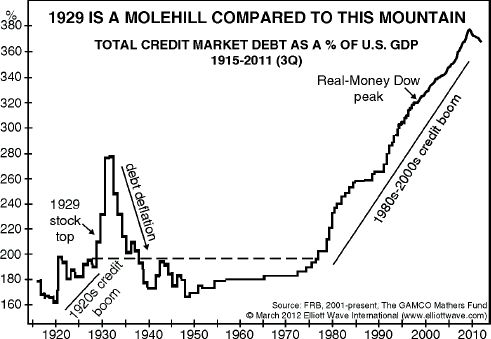 1929 IS A MOLEHILL COMPARED TO THIS MOUNTAIN
%
TOTAL CREDIT MARKET DEBT AS A % OF U.S. GDP
1915-2011 (3Q)
380
360
340
320
300
280
260
240
220
200
180
160
Real-Money Dow
peak
1929
stock
top
debt deflation
1920s credit
boom
1980s-2000s credit boom
Source: FRB, 2001-present; The GAMCO Mathers Fund
© March 2012 Elliott Wave International (www.elliottwave.com)
1920 1930 1940 1950 1960 1970 1980 1990 2000 2010